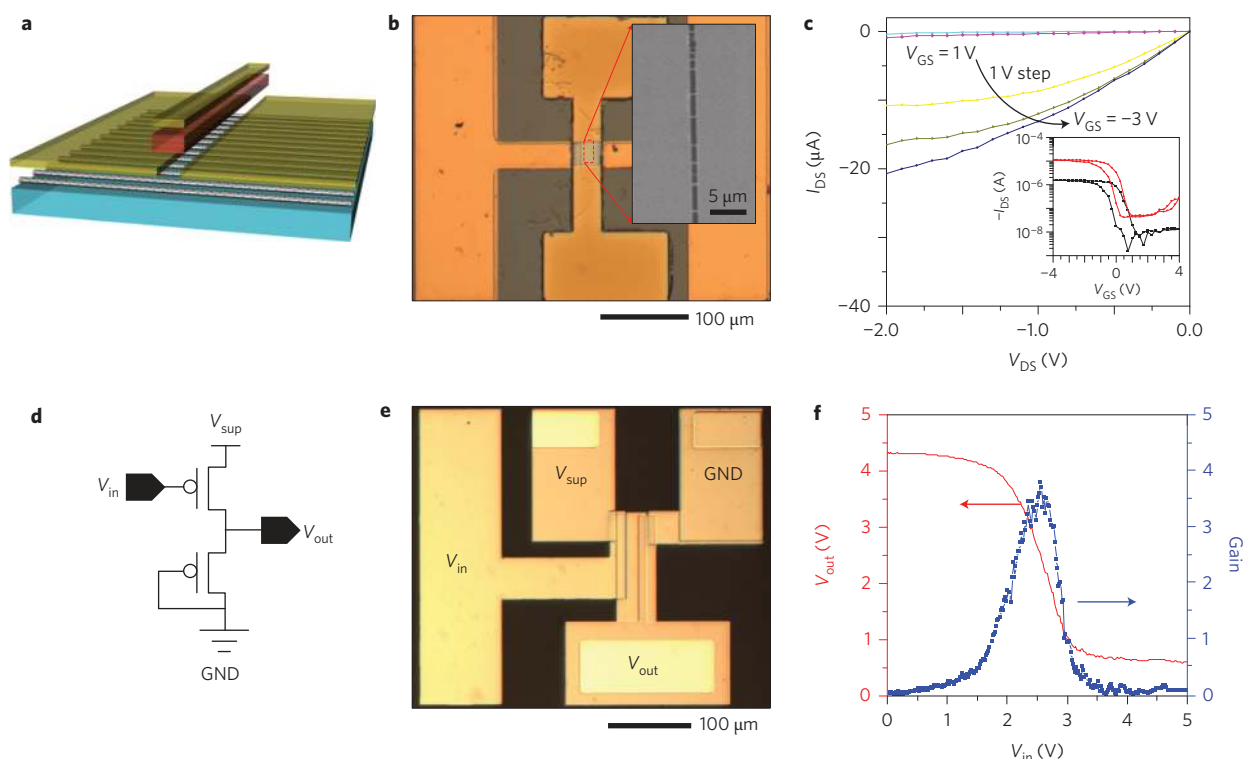 a
b
5 µm
100 µm
c
0
−10
−20
−30
−40
I_DS (µA)
V_GS = 1 V
1 V step
V_GS = −3 V
10⁻⁴
10⁻⁶
10⁻⁸
−I_DS (A)
−4 0 4
V_GS (V)
−2.0 −1.0 0.0
V_DS (V)
d
V_sup
V_in
V_out
GND
e
V_sup
GND
V_in
V_out
100 µm
f
5
4
3
2
1
0
V_out (V)
5
4
3
2
1
0
Gain
0 1 2 3 4 5
V_in (V)